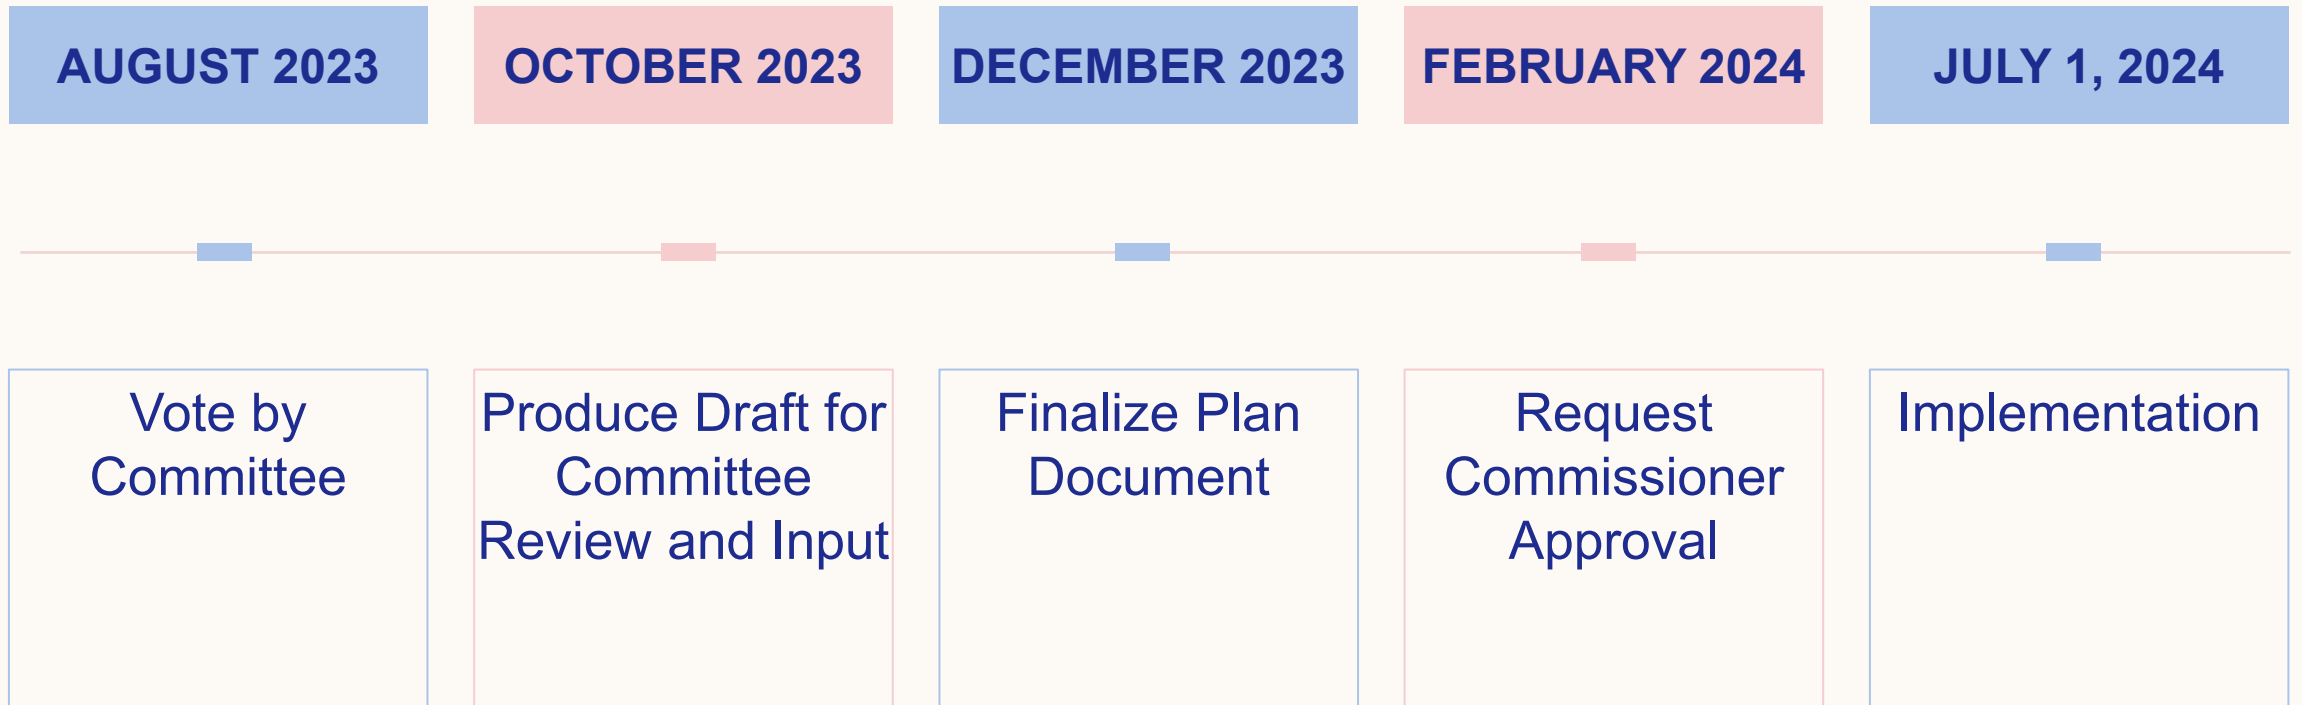 AUGUST 2023
OCTOBER 2023
DECEMBER 2023
FEBRUARY 2024
JULY 1, 2024
Vote by
Committee
Produce Draft for
Committee
Review and Input
Finalize Plan
Document
Request
Commissioner
Approval
Implementation